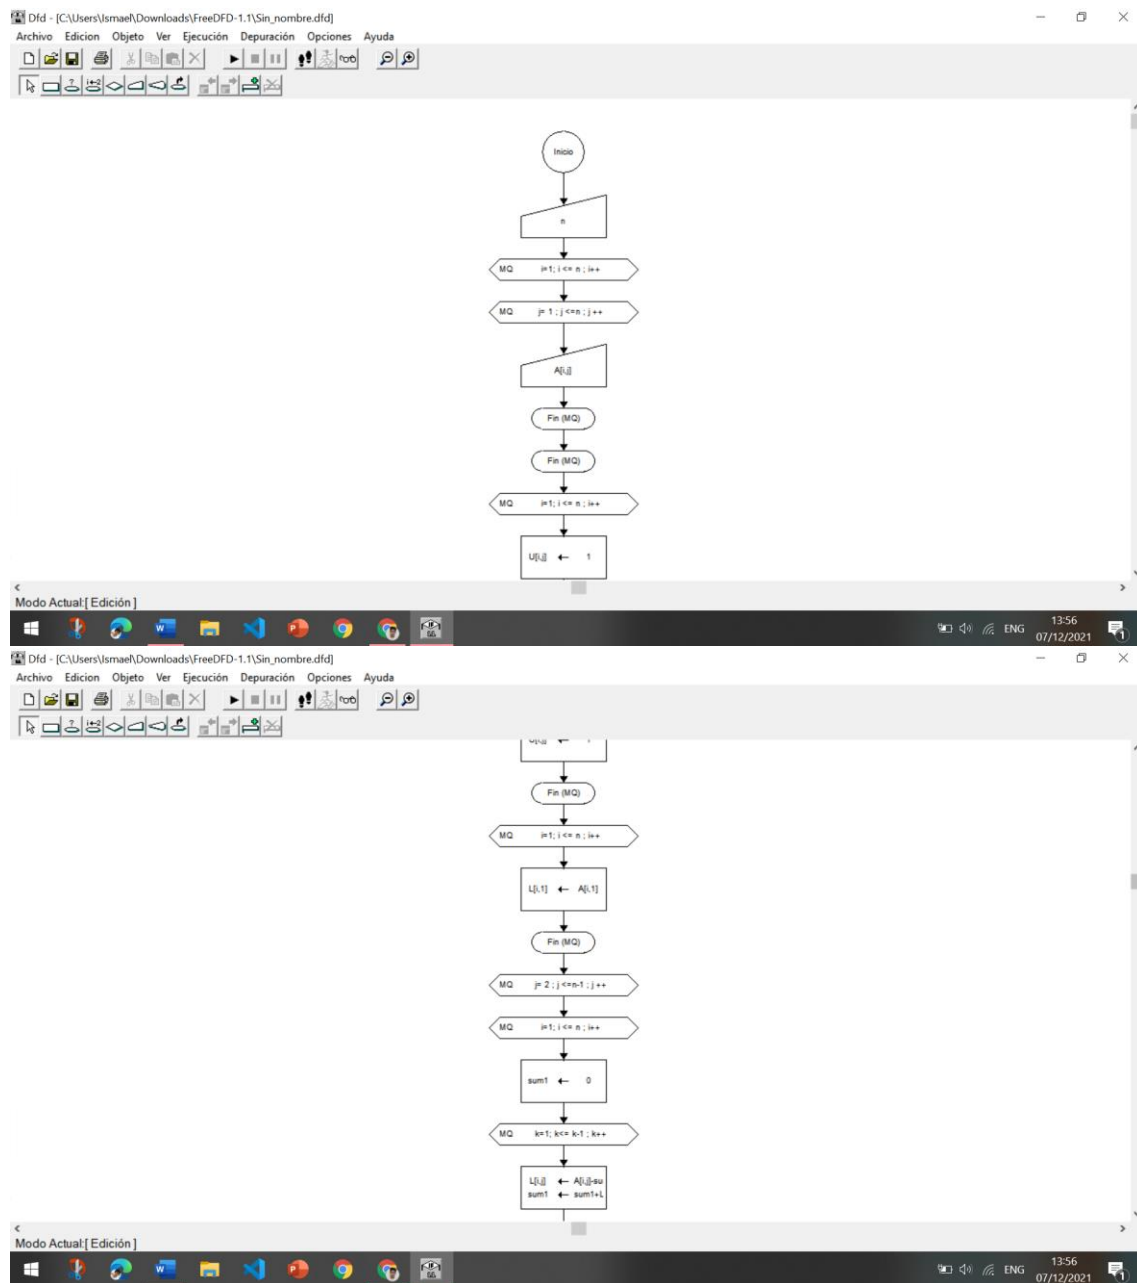 Dfd - [C:\Users\Ismael\Downloads\FreeDFD-1.1\Sin_nombre.dfd]
Archivo Edicion Objeto Ver Ejecución Depuración Opciones Ayuda
Inicio
n
MQ i=1; i <= n ; i++
MQ j= 1 ; j <=n ; j ++
A[i,j]
Fin (MQ)
Fin (MQ)
MQ i=1; i <= n ; i++
U[i,j] ← 1
Modo Actual:[ Edición ]
ENG 13:56
07/12/2021
Dfd - [C:\Users\Ismael\Downloads\FreeDFD-1.1\Sin_nombre.dfd]
Archivo Edicion Objeto Ver Ejecución Depuración Opciones Ayuda
U[i,j] ← 1
Fin (MQ)
MQ i=1; i <= n ; i++
L[i,1] ← A[i,1]
Fin (MQ)
MQ j= 2 ; j <=n-1 ; j ++
MQ i=1; i <= n ; i++
sum1 ← 0
MQ k=1; k<= k-1 ; k++
L[i,j] ← A[i,j]-su
sum1 ← sum1+L
Modo Actual:[ Edición ]
ENG 13:56
07/12/2021